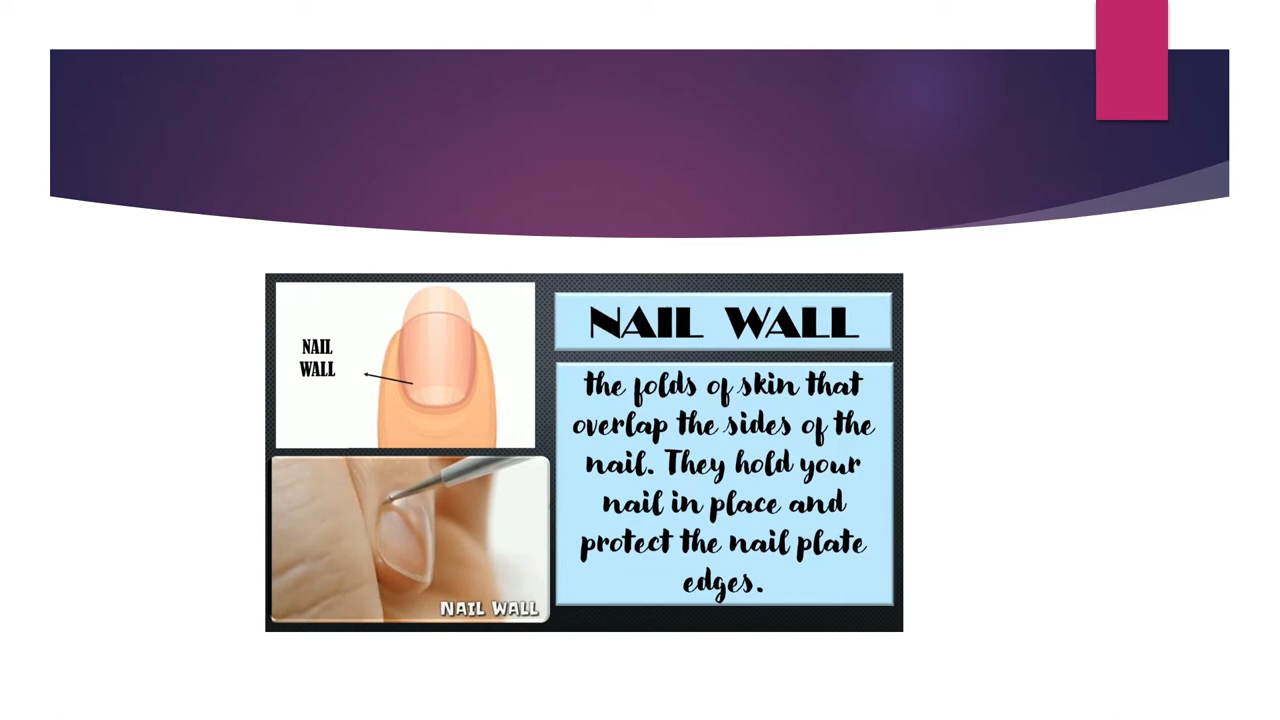 NAIL
WALL
NAIL WALL
NAIL WALL
the folds of skin that
overlap the sides of the
nail. They hold your
nail in place and
protect the nail plate
edges.